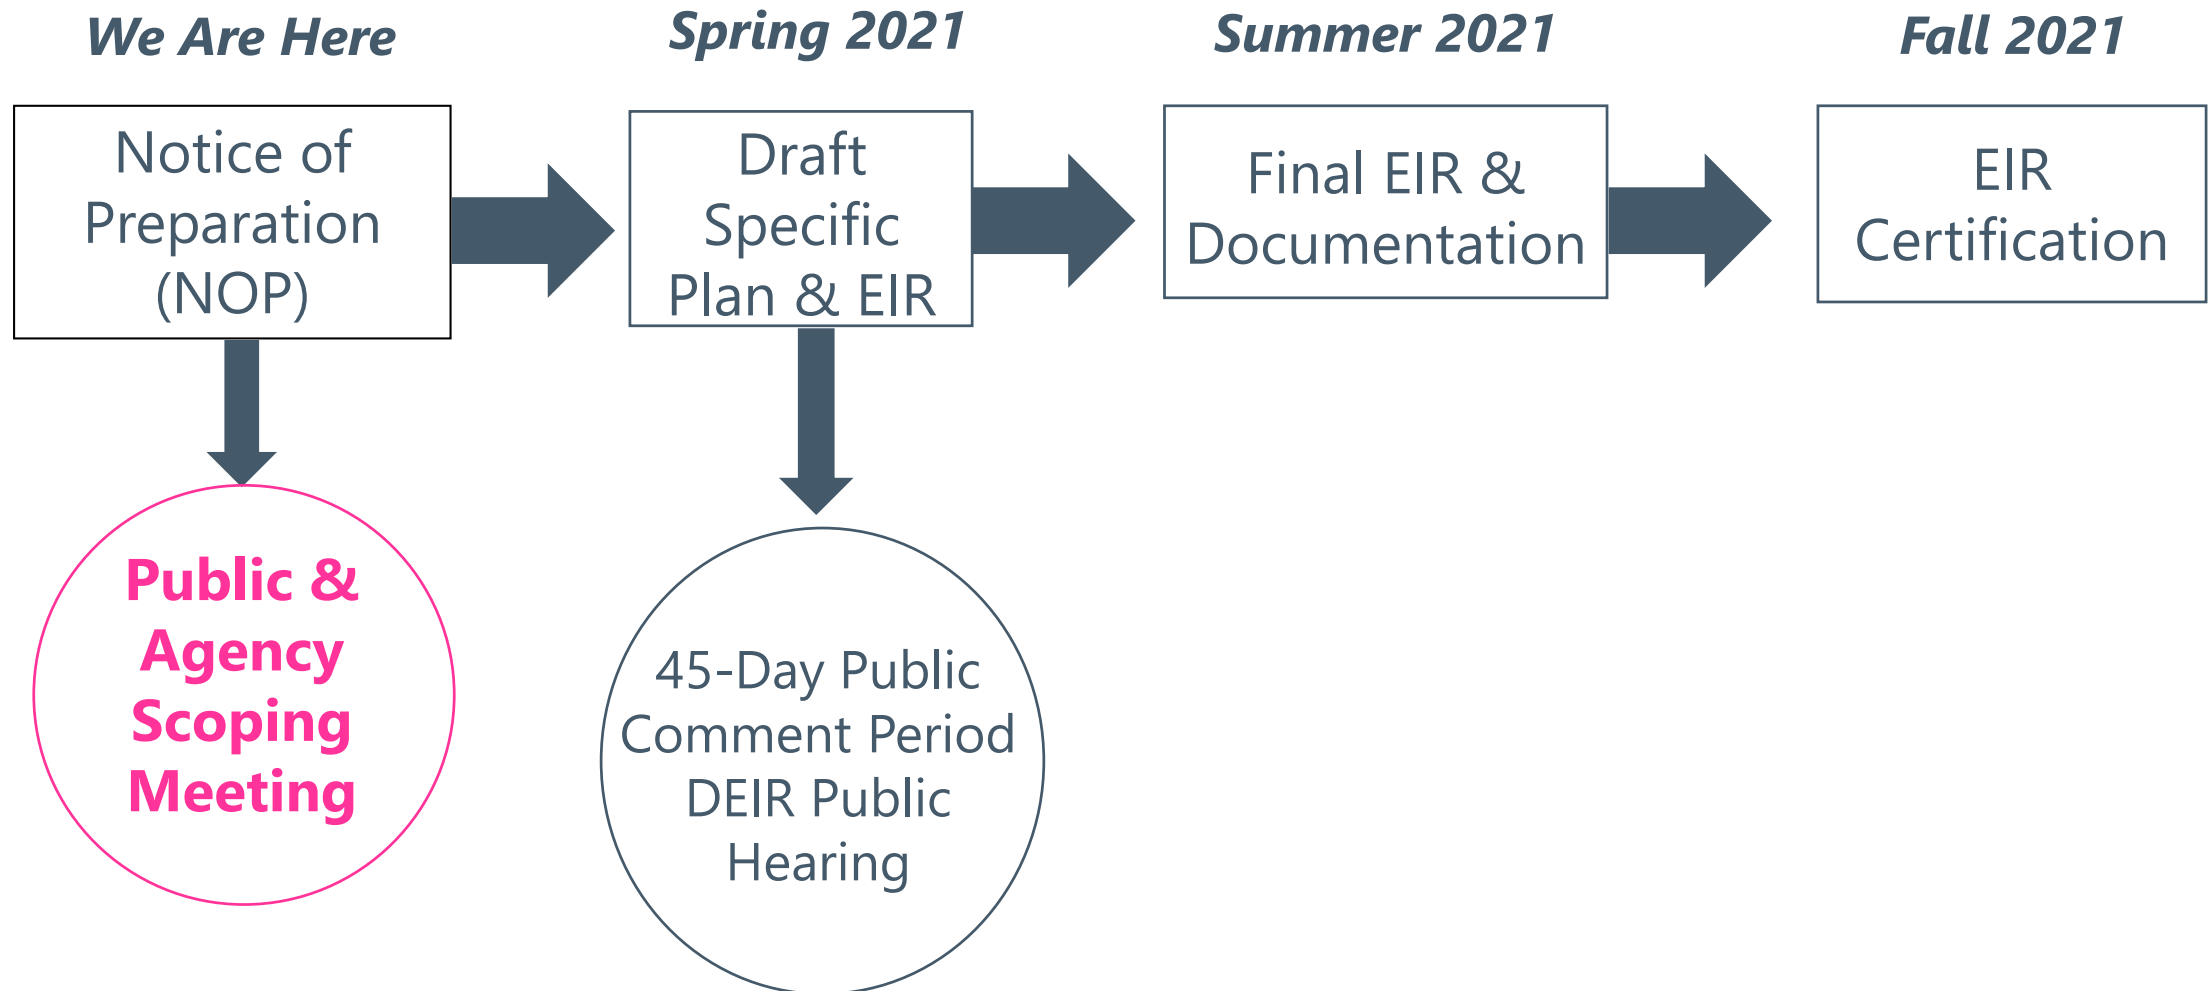 We Are Here
Spring 2021
Summer 2021
Fall 2021
Notice of
Preparation
(NOP)
Draft
Specific
Plan & EIR
Final EIR &
Documentation
EIR
Certification
Public &
Agency
Scoping
Meeting
45-Day Public
Comment Period
DEIR Public
Hearing